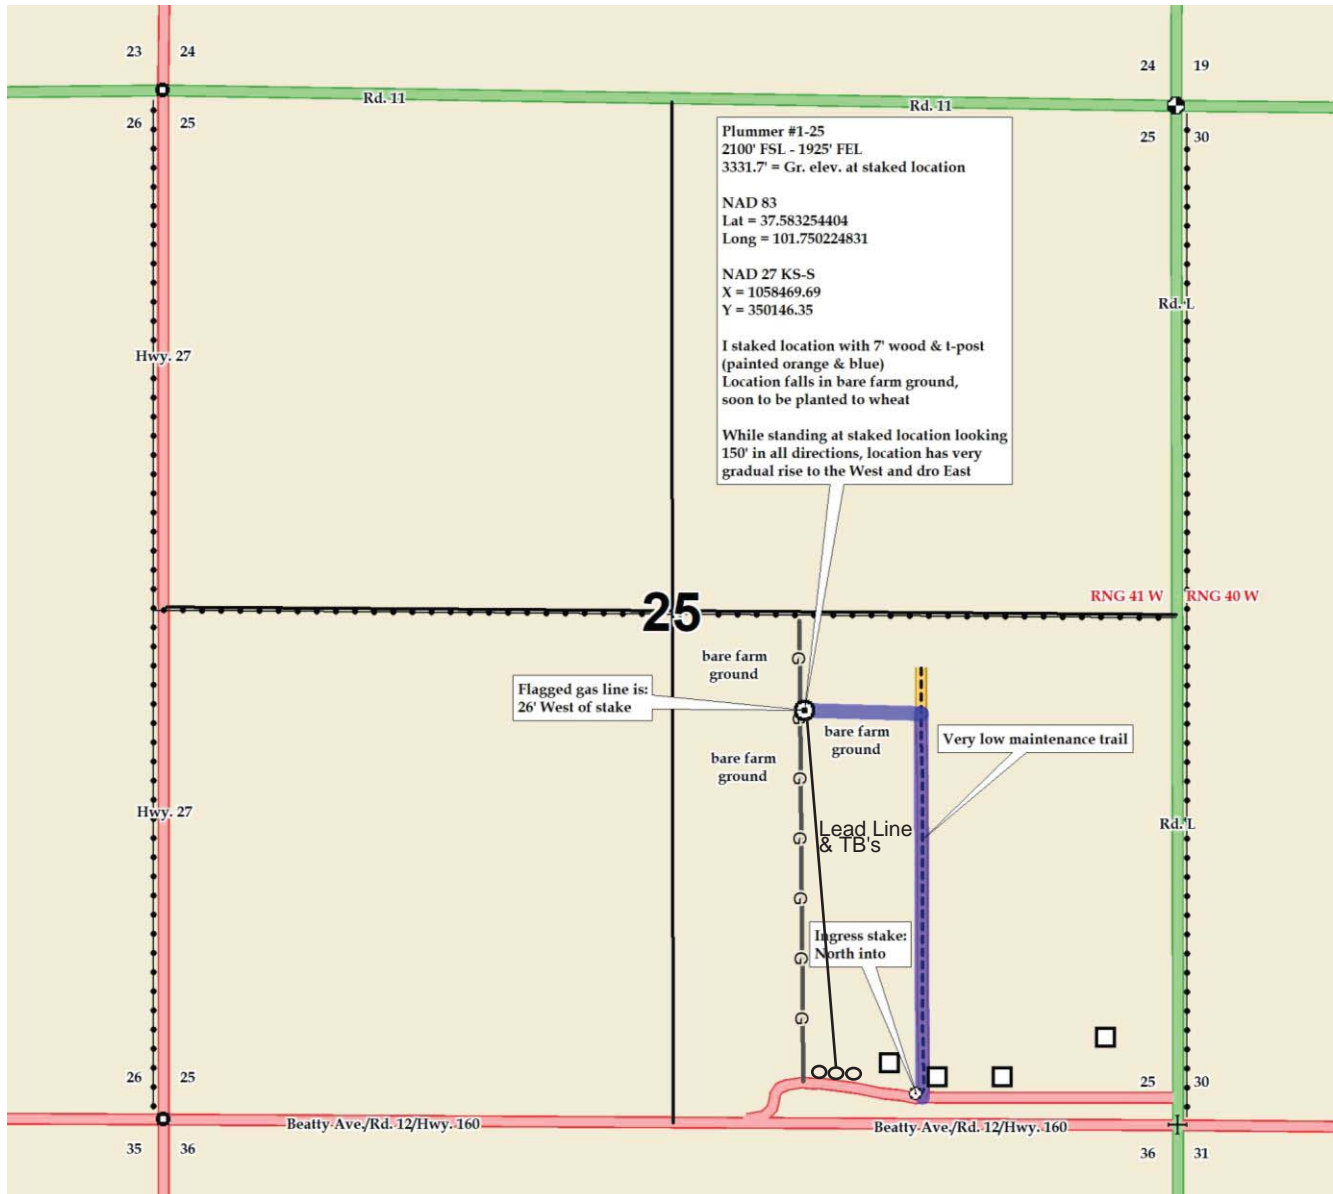 23 24
24 19
Rd. 11
Rd. 11
26 25
25 30
Plummer #1-25
2100' FSL - 1925' FEL
3331.7' = Gr. elev. at staked location
NAD 83
Lat = 37.583254404
Long = 101.750224831
NAD 27 KS-S
X = 1058469.69
Y = 350146.35
I staked location with 7' wood & t-post
(painted orange & blue)
Location falls in bare farm ground,
soon to be planted to wheat
While standing at staked location looking
150' in all directions, location has very
gradual rise to the West and dro East
Rd. L
Hwy. 27
RNG 41 W RNG 40 W
25
G
bare farm
ground
Flagged gas line is:
26' West of stake
G
bare farm
ground
Very low maintenance trail
bare farm
ground
G
Hwy. 27
Rd. L
Lead Line
& TB's
G
G
Ingress stake:
North into
G
G
26 25
25 30
Beatty Ave./Rd. 12/Hwy. 160
Beatty Ave./Rd. 12/Hwy. 160
35 36
36 31